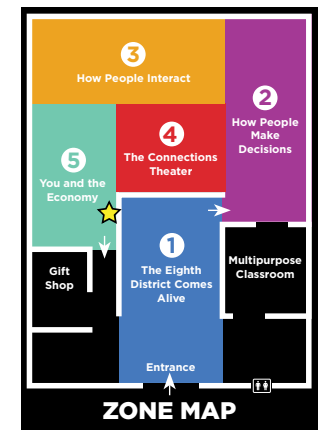 3
How People Interact
2
How People
Make
Decisions
4
The Connections
Theater
5
You and the
Economy
1
The Eighth
District Comes
Alive
Gift
Shop
Multipurpose
Classroom
Entrance
ZONE MAP